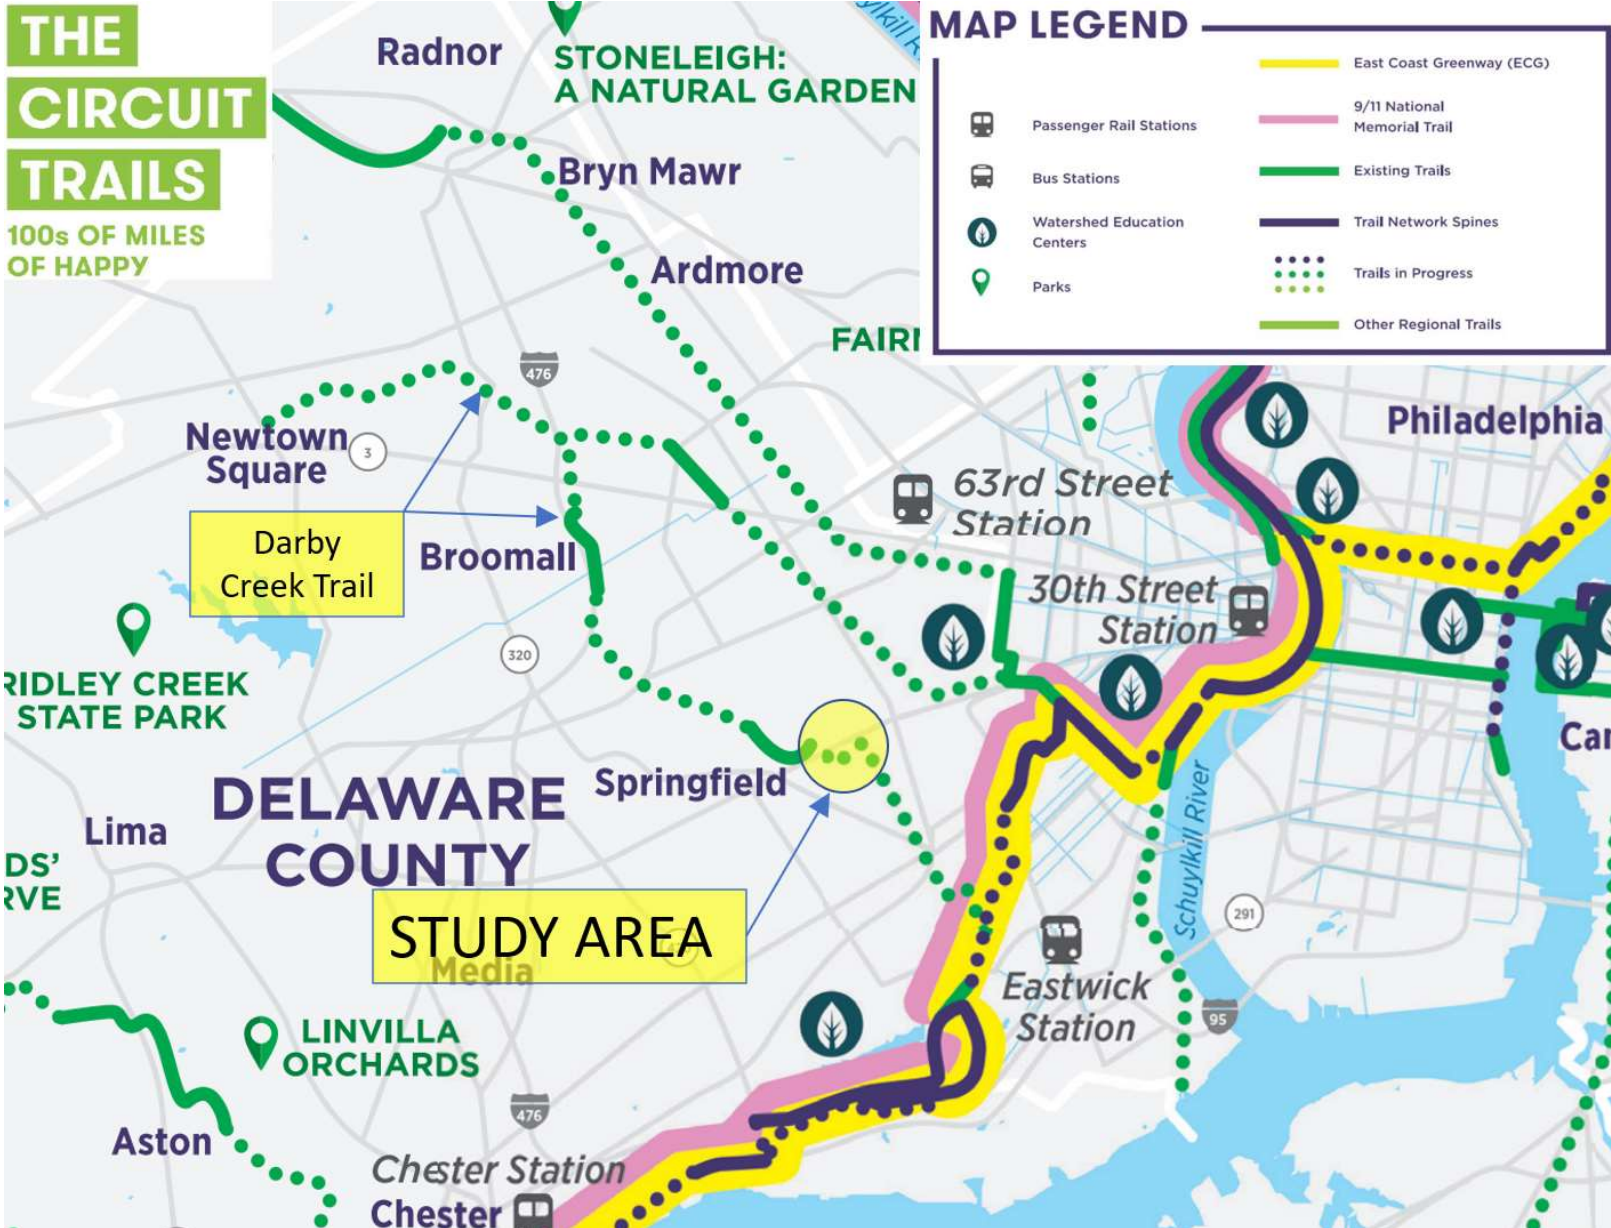 THE
CIRCUIT
TRAILS
100s OF MILES
OF HAPPY
Radnor
STONELEIGH:
A NATURAL GARDEN
MAP LEGEND
East Coast Greenway (ECG)
9/11 National
Memorial Trail
Passenger Rail Stations
Existing Trails
Bus Stations
Trail Network Spines
Watershed Education
Centers
Trails in Progress
Parks
Other Regional Trails
Bryn Mawr
Ardmore
FAIRM
476
Philadelphia
Newtown
Square
3
63rd Street
Station
Darby
Creek Trail
Broomall
30th Street
Station
320
RIDLEY CREEK
STATE PARK
Springfield
DELAWARE
COUNTY
Schuylkill River
Lima
DS’
RVE
STUDY AREA
Media
291
Eastwick
Station
95
LINVILLA
ORCHARDS
476
Aston
Chester Station
Chester